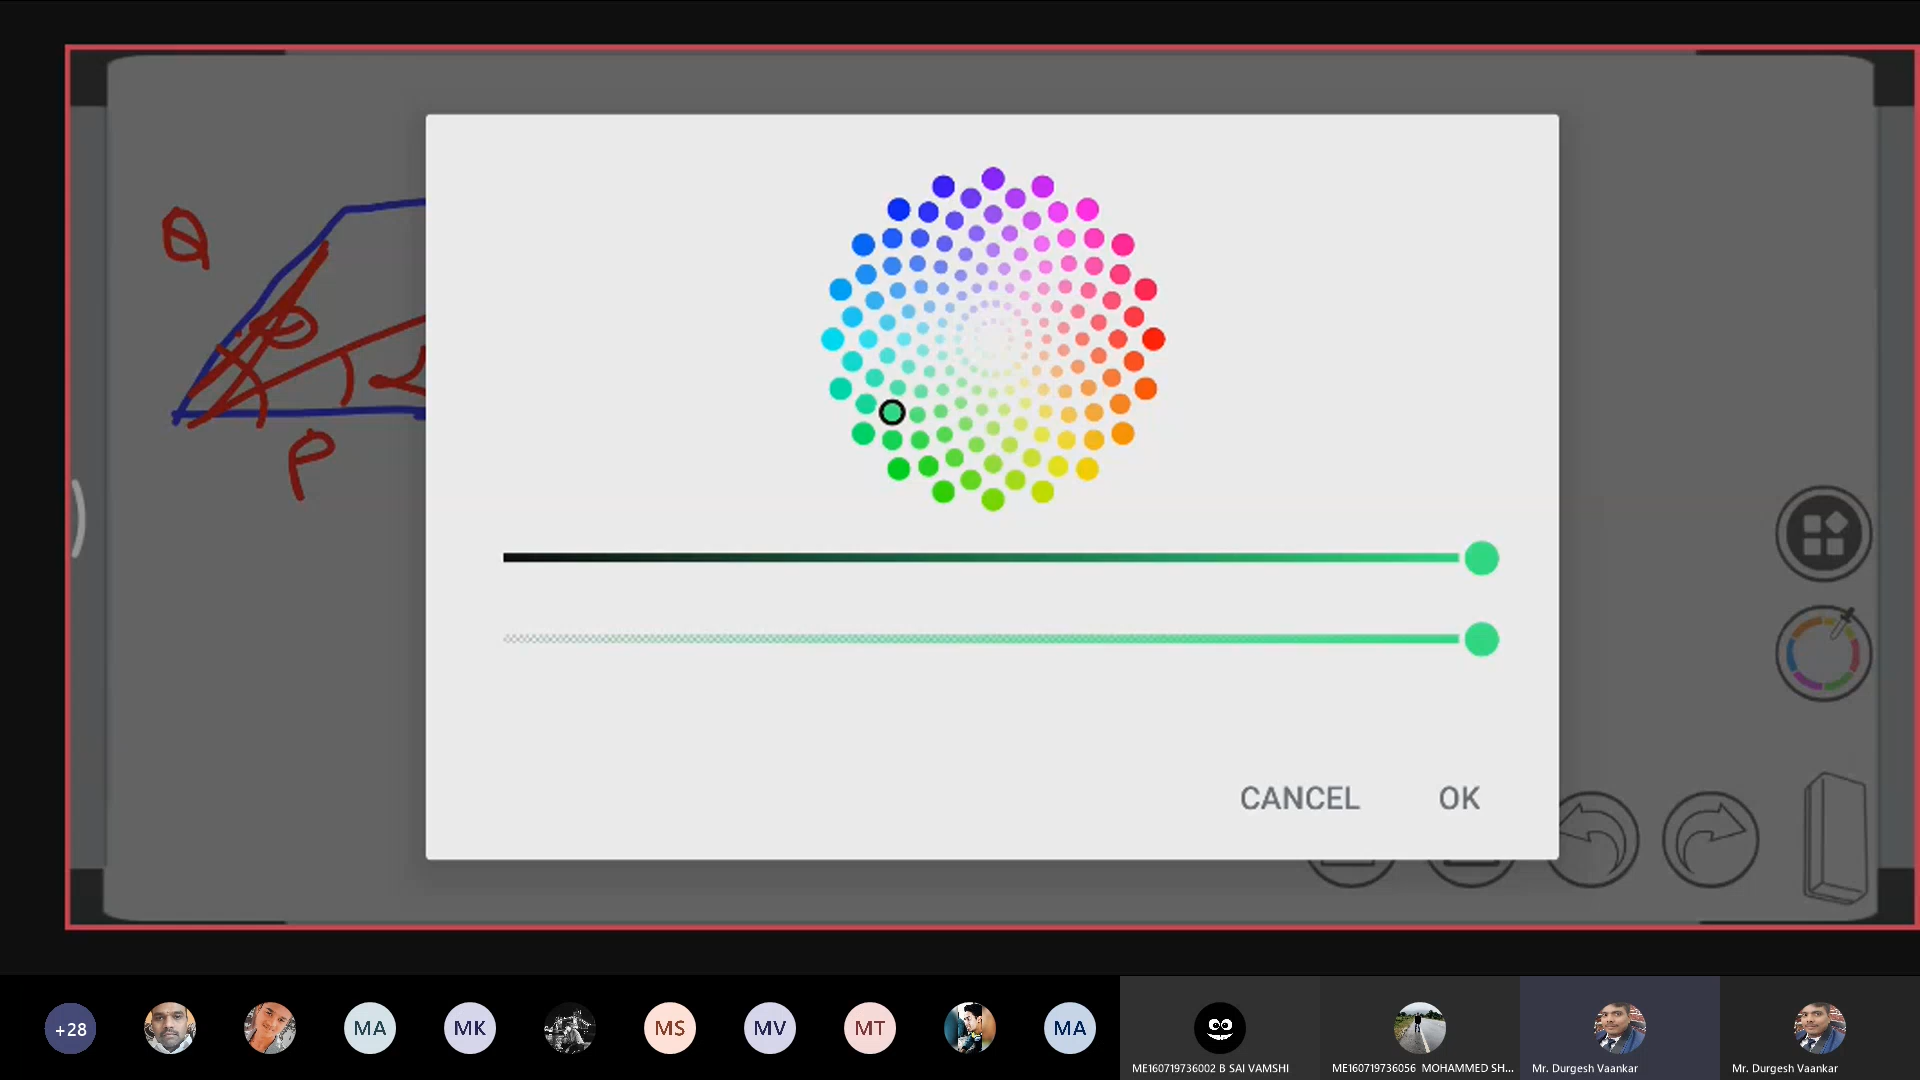 Q
θ
α
P
CANCEL OK
+28
MA
MK
MS
MV
MT
MA
ME160719736002 B SAI VAMSHI
ME160719736056 MOHAMMED SH...
Mr. Durgesh Vaankar
Mr. Durgesh Vaankar